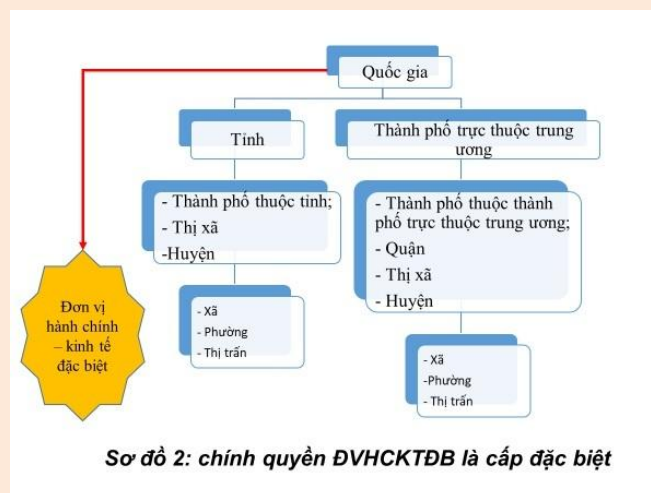 Quốc gia
Tỉnh
Thành phố trực thuộc trung
ương
- Thành phố thuộc tỉnh;
- Thị xã
-Huyện
- Thành phố thuộc thành
phố trực thuộc trung ương;
- Quận
- Thị xã
- Huyện
Đơn vị
hành chính
– kinh tế
đặc biệt
- Xã
- Phường
- Thị trấn
- Xã
-Phường
- Thị trấn
Sơ đồ 2: chính quyền ĐVHCKTĐB là cấp đặc biệt